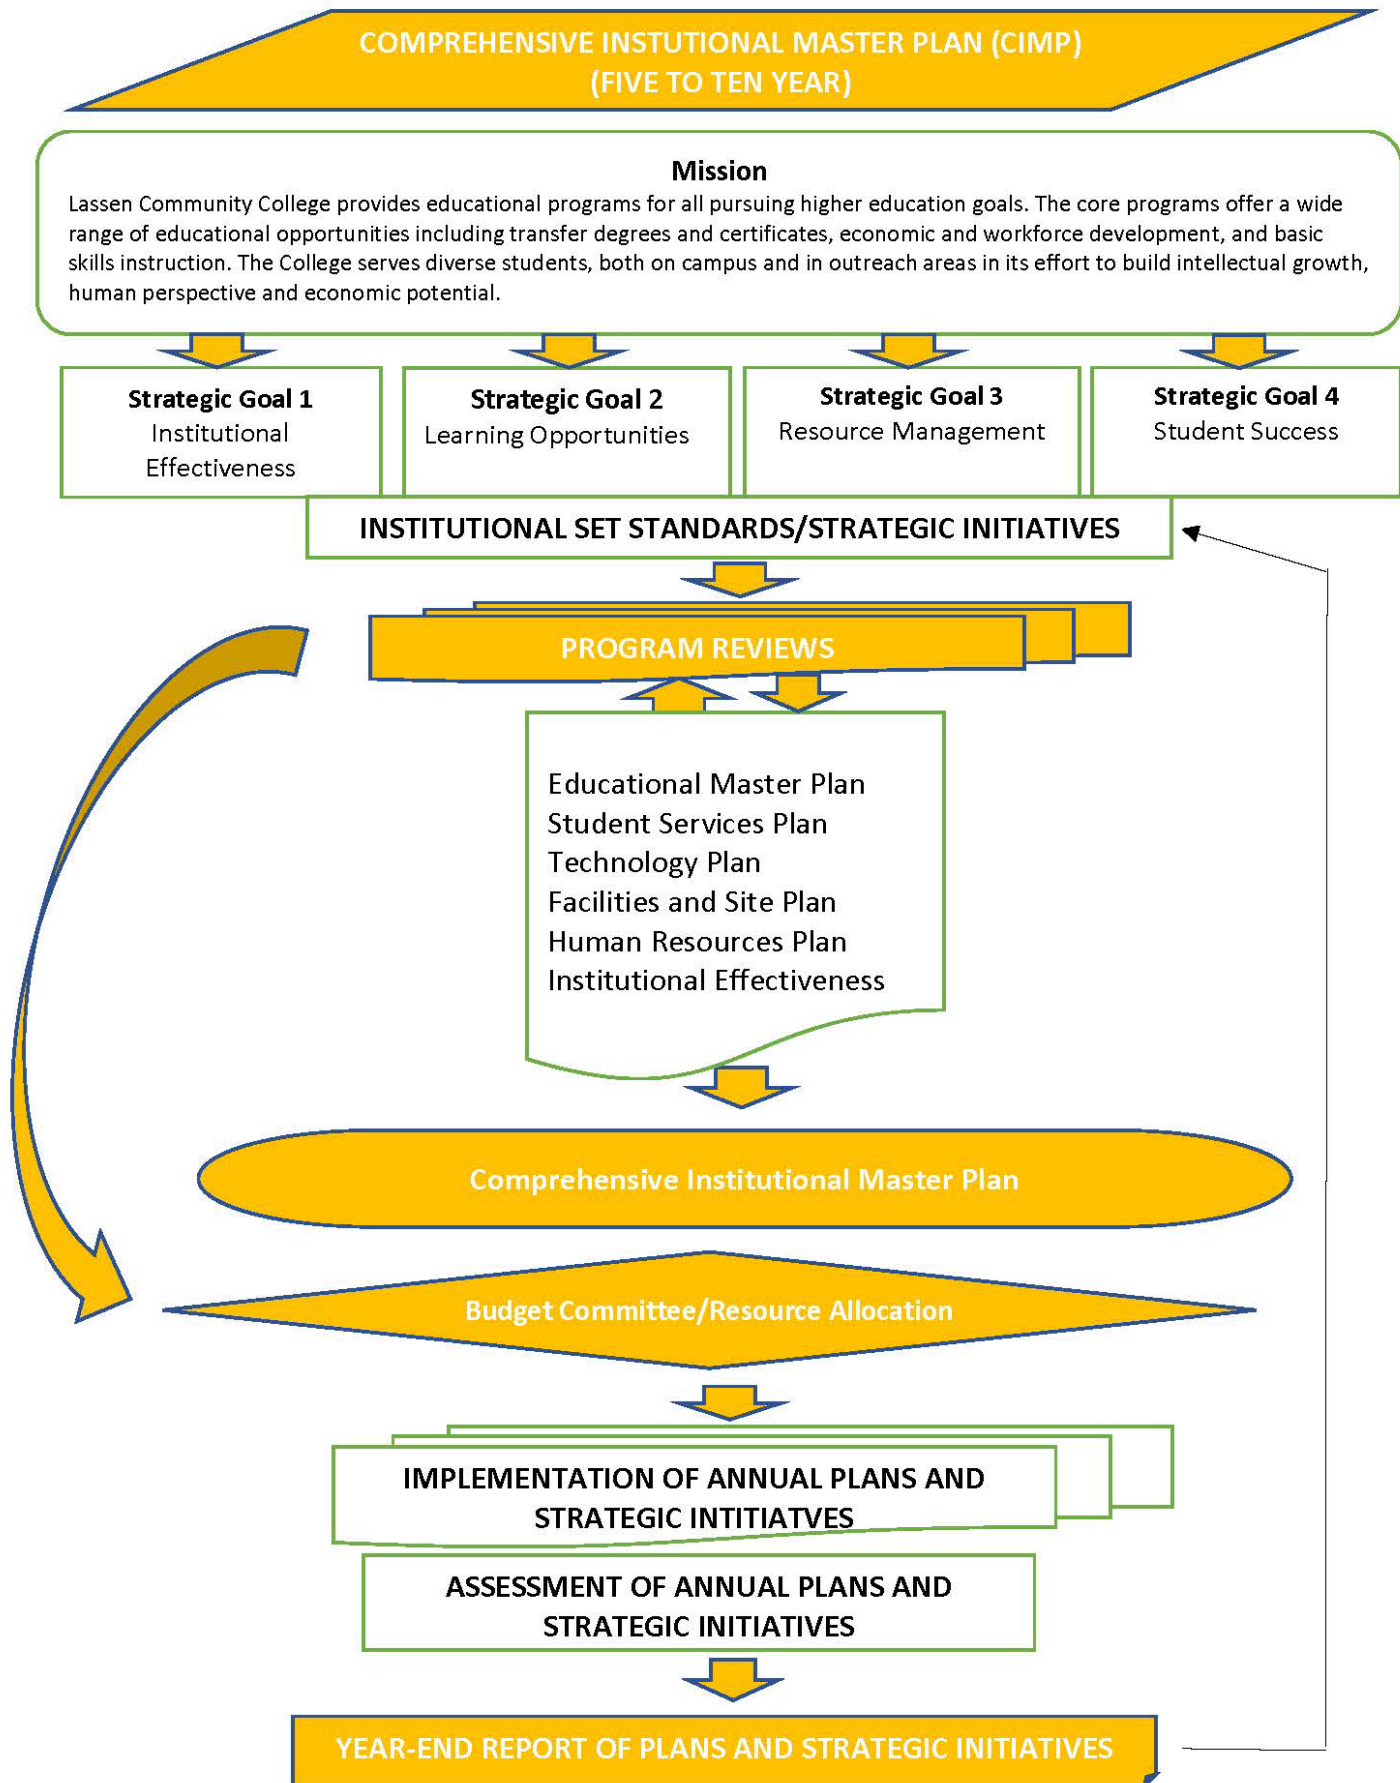 COMPREHENSIVE INSTUTIONAL MASTER PLAN (CIMP)
(FIVE TO TEN YEAR)
Mission
Lassen Community College provides educational programs for all pursuing higher education goals. The core programs offer a wide
range of educational opportunities including transfer degrees and certificates, economic and workforce development, and basic
skills instruction. The College serves diverse students, both on campus and in outreach areas in its effort to build intellectual growth,
human perspective and economic potential.
Strategic Goal 1
Institutional
Effectiveness
Strategic Goal 2
Learning Opportunities
Strategic Goal 3
Resource Management
Strategic Goal 4
Student Success
INSTITUTIONAL SET STANDARDS/STRATEGIC INITIATIVES
PROGRAM REVIEWS
Educational Master Plan
Student Services Plan
Technology Plan
Facilities and Site Plan
Human Resources Plan
Institutional Effectiveness
Comprehensive Institutional Master Plan
Budget Committee/Resource Allocation
IMPLEMENTATION OF ANNUAL PLANS AND
STRATEGIC INTITIATVES
ASSESSMENT OF ANNUAL PLANS AND
STRATEGIC INITIATIVES
YEAR-END REPORT OF PLANS AND STRATEGIC INITIATIVES